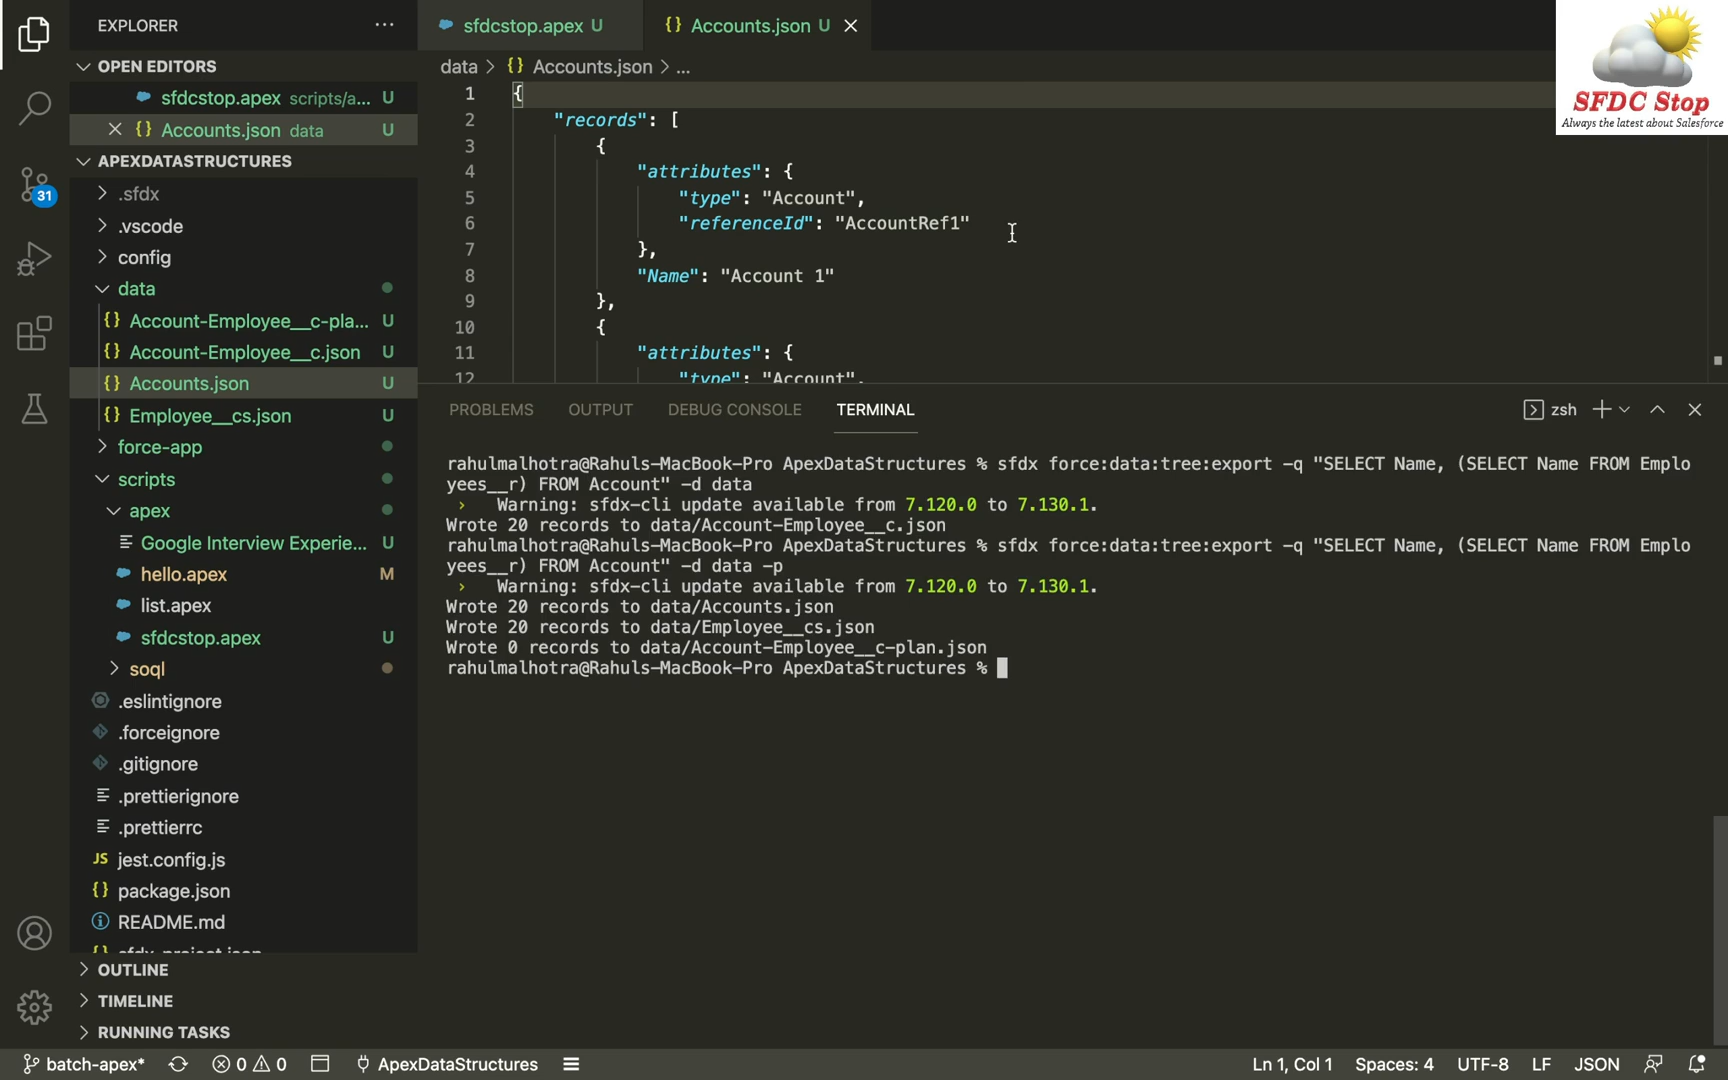 EXPLORER
OPEN EDITORS
sfdcstop.apex scripts/a... U
Accounts.json data U
APEXDATASTRUCTURES
.sfdx
.vscode
config
data
Account-Employee__c-pla... U
Account-Employee__c.json U
Accounts.json U
Employee__cs.json U
force-app
scripts
apex
Google Interview Experie... U
hello.apex M
list.apex
sfdcstop.apex U
soql
.eslintignore
.forceignore
.gitignore
.prettierignore
.prettierrc
JS jest.config.js
package.json
README.md
sfdx-project.json
OUTLINE
TIMELINE
RUNNING TASKS
31
sfdcstop.apex U
{} Accounts.json U
data > {} Accounts.json > ...
1 {
2 "records": [
3 {
4 "attributes": {
5 "type": "Account",
6 "referenceId": "AccountRef1"
7 },
8 "Name": "Account 1"
9 },
10 {
11 "attributes": {
12 "type": "Account",
SFDC Stop
Always the latest about Salesforce
PROBLEMS OUTPUT DEBUG CONSOLE TERMINAL
zsh
rahulmalhotra@Rahuls-MacBook-Pro ApexDataStructures % sfdx force:data:tree:export -q "SELECT Name, (SELECT Name FROM Emplo
yees__r) FROM Account" -d data
› Warning: sfdx-cli update available from 7.120.0 to 7.130.1.
Wrote 20 records to data/Account-Employee__c.json
rahulmalhotra@Rahuls-MacBook-Pro ApexDataStructures % sfdx force:data:tree:export -q "SELECT Name, (SELECT Name FROM Emplo
yees__r) FROM Account" -d data -p
› Warning: sfdx-cli update available from 7.120.0 to 7.130.1.
Wrote 20 records to data/Accounts.json
Wrote 20 records to data/Employee__cs.json
Wrote 0 records to data/Account-Employee__c-plan.json
rahulmalhotra@Rahuls-MacBook-Pro ApexDataStructures %
batch-apex* 0 0 ApexDataStructures
Ln 1, Col 1 Spaces: 4 UTF-8 LF JSON